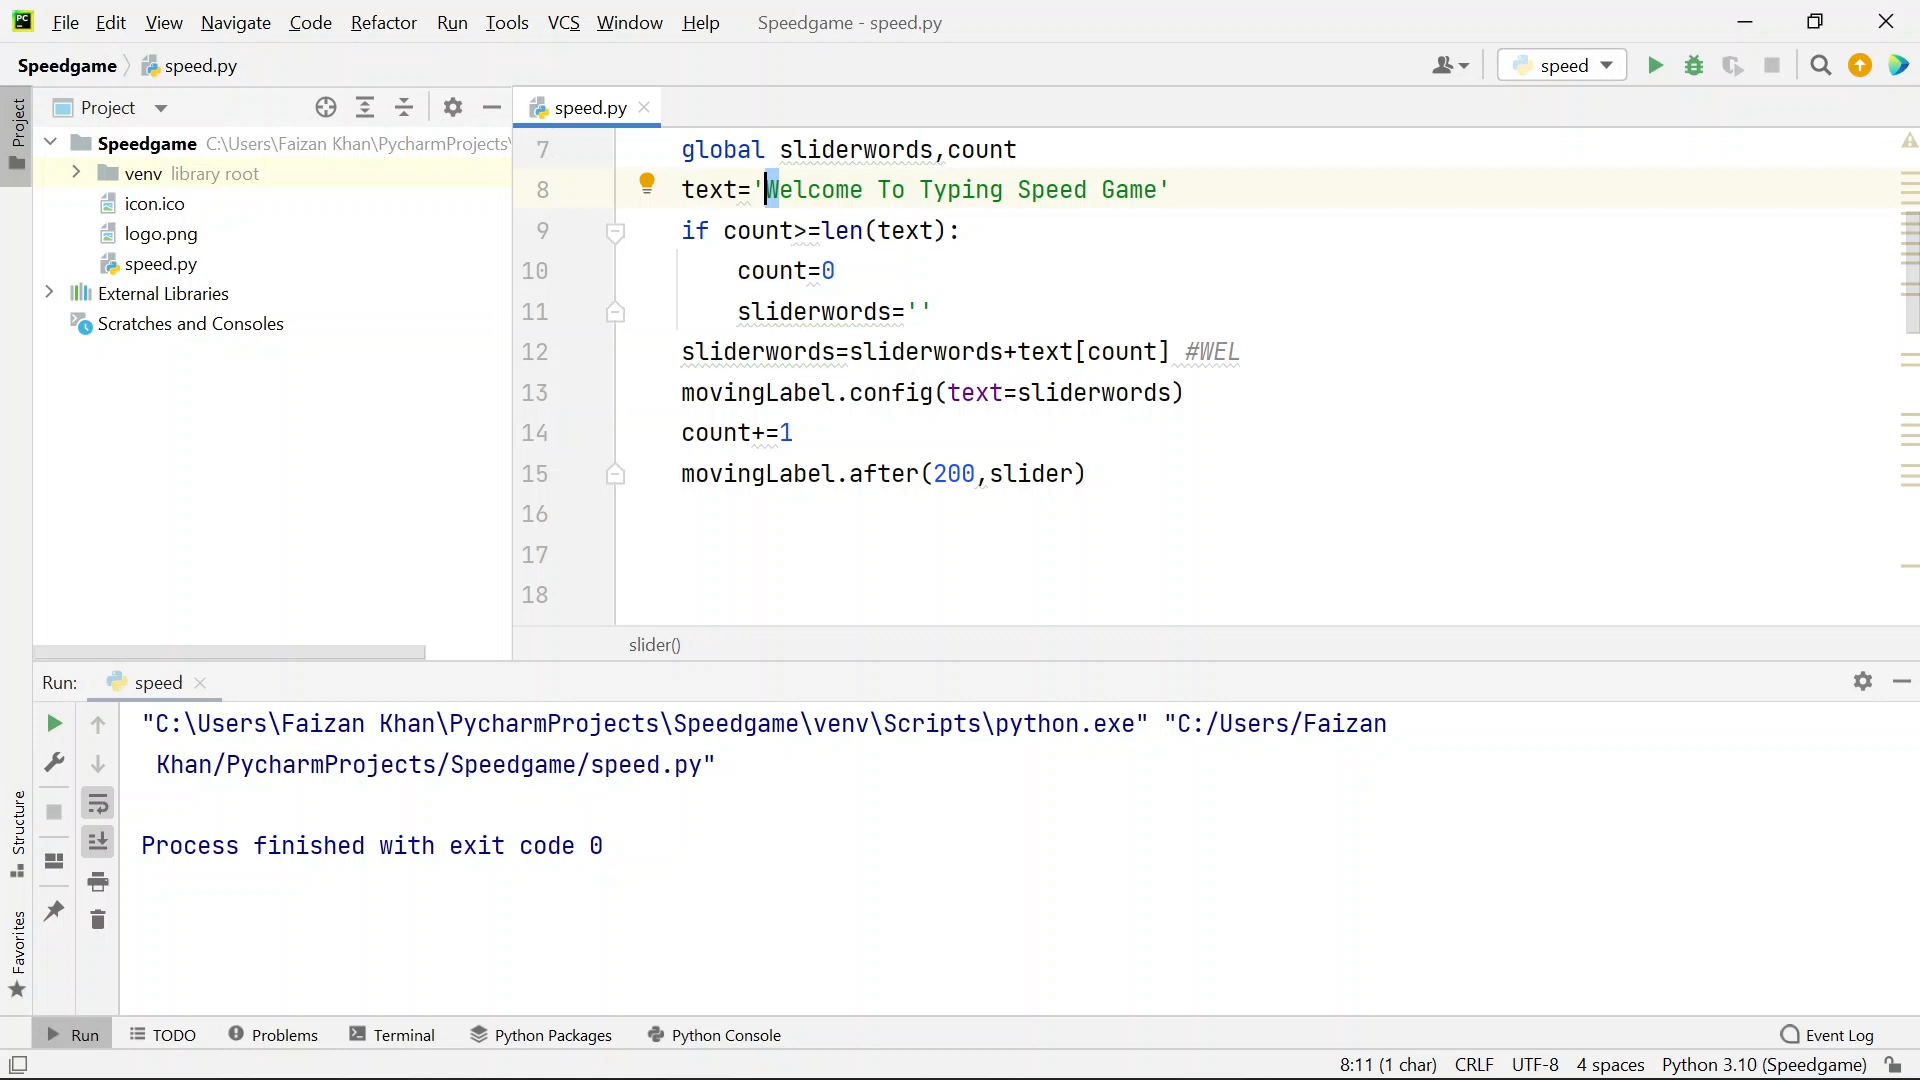 PC File Edit View Navigate Code Refactor Run Tools VCS Window Help Speedgame - speed.py
Speedgame speed.py speed
Project Project speed.py
Speedgame C:\Users\Faizan Khan\PycharmProjects\
venv library root
icon.ico
logo.png
speed.py
External Libraries
Scratches and Consoles
7 global sliderwords,count
8 text='Welcome To Typing Speed Game'
9 if count>=len(text):
10 count=0
11 sliderwords=''
12 sliderwords=sliderwords+text[count] #WEL
13 movingLabel.config(text=sliderwords)
14 count+=1
15 movingLabel.after(200,slider)
16
17
18
slider()
Run: speed
"C:\Users\Faizan Khan\PycharmProjects\Speedgame\venv\Scripts\python.exe" "C:/Users/Faizan
Khan/PycharmProjects/Speedgame/speed.py"
Process finished with exit code 0
Structure
Favorites
Run TODO Problems Terminal Python Packages Python Console Event Log
8:11 (1 char) CRLF UTF-8 4 spaces Python 3.10 (Speedgame)